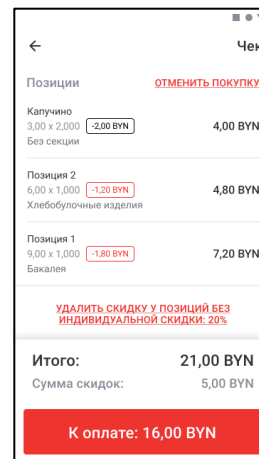 Чек
Позиции ОТМЕНИТЬ ПОКУПКУ
Капучино
3,00 x 2,000 -2,00 BYN 4,00 BYN
Без секции
Позиция 2
6,00 x 1,000 -1,20 BYN 4,80 BYN
Хлебобулочные изделия
Позиция 1
9,00 x 1,000 -1,80 BYN 7,20 BYN
Бакалея
УДАЛИТЬ СКИДКУ У ПОЗИЦИЙ БЕЗ
ИНДИВИДУАЛЬНОЙ СКИДКИ: 20%
Итого: 21,00 BYN
Сумма скидок: 5,00 BYN
К оплате: 16,00 BYN